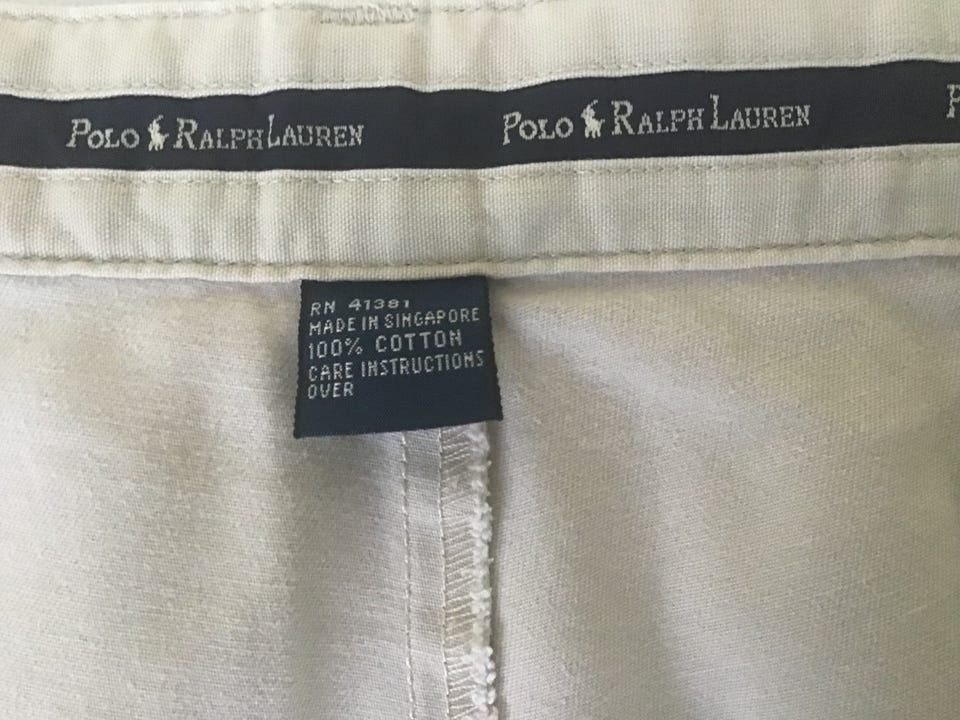 POLO RALPH LAUREN
POLO RALPH LAUREN
P
RN 41381
MADE IN SINGAPORE
100% COTTON
CARE INSTRUCTIONS
OVER